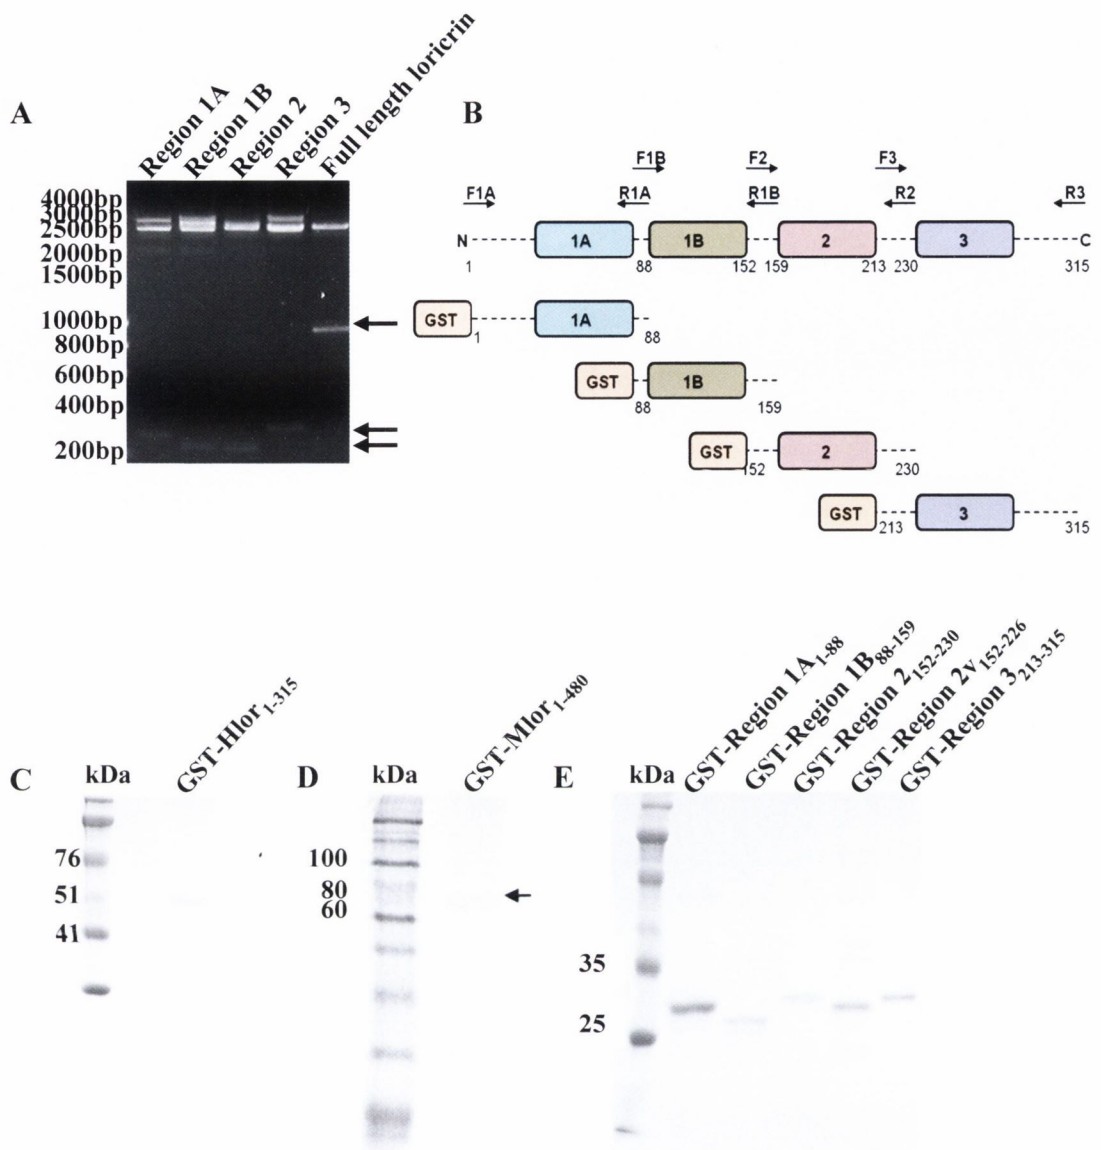 A
Region 1A
Region 1B
Region 2
Region 3
Full length loricrin
4000bp
3000bp
2500bp
2000bp
1500bp
1000bp
800bp
600bp
400bp
200bp
B
F1B F2 F3
F1A R1A R1B R2 R3
N 1A 1B 2 3 C
1 88 152 159 213 230 315
GST 1A
1 88
GST 1B
88 159
GST 2
152 230
GST 3
213 315
C
kDa
GST-Hlor1-315
76
51
41
D
kDa
GST-Mlor1-480
100
80
60
E
kDa
GST-Region 1A1-88
GST-Region 1B88-159
GST-Region 2152-230
GST-Region 2v152-226
GST-Region 3213-315
35
25